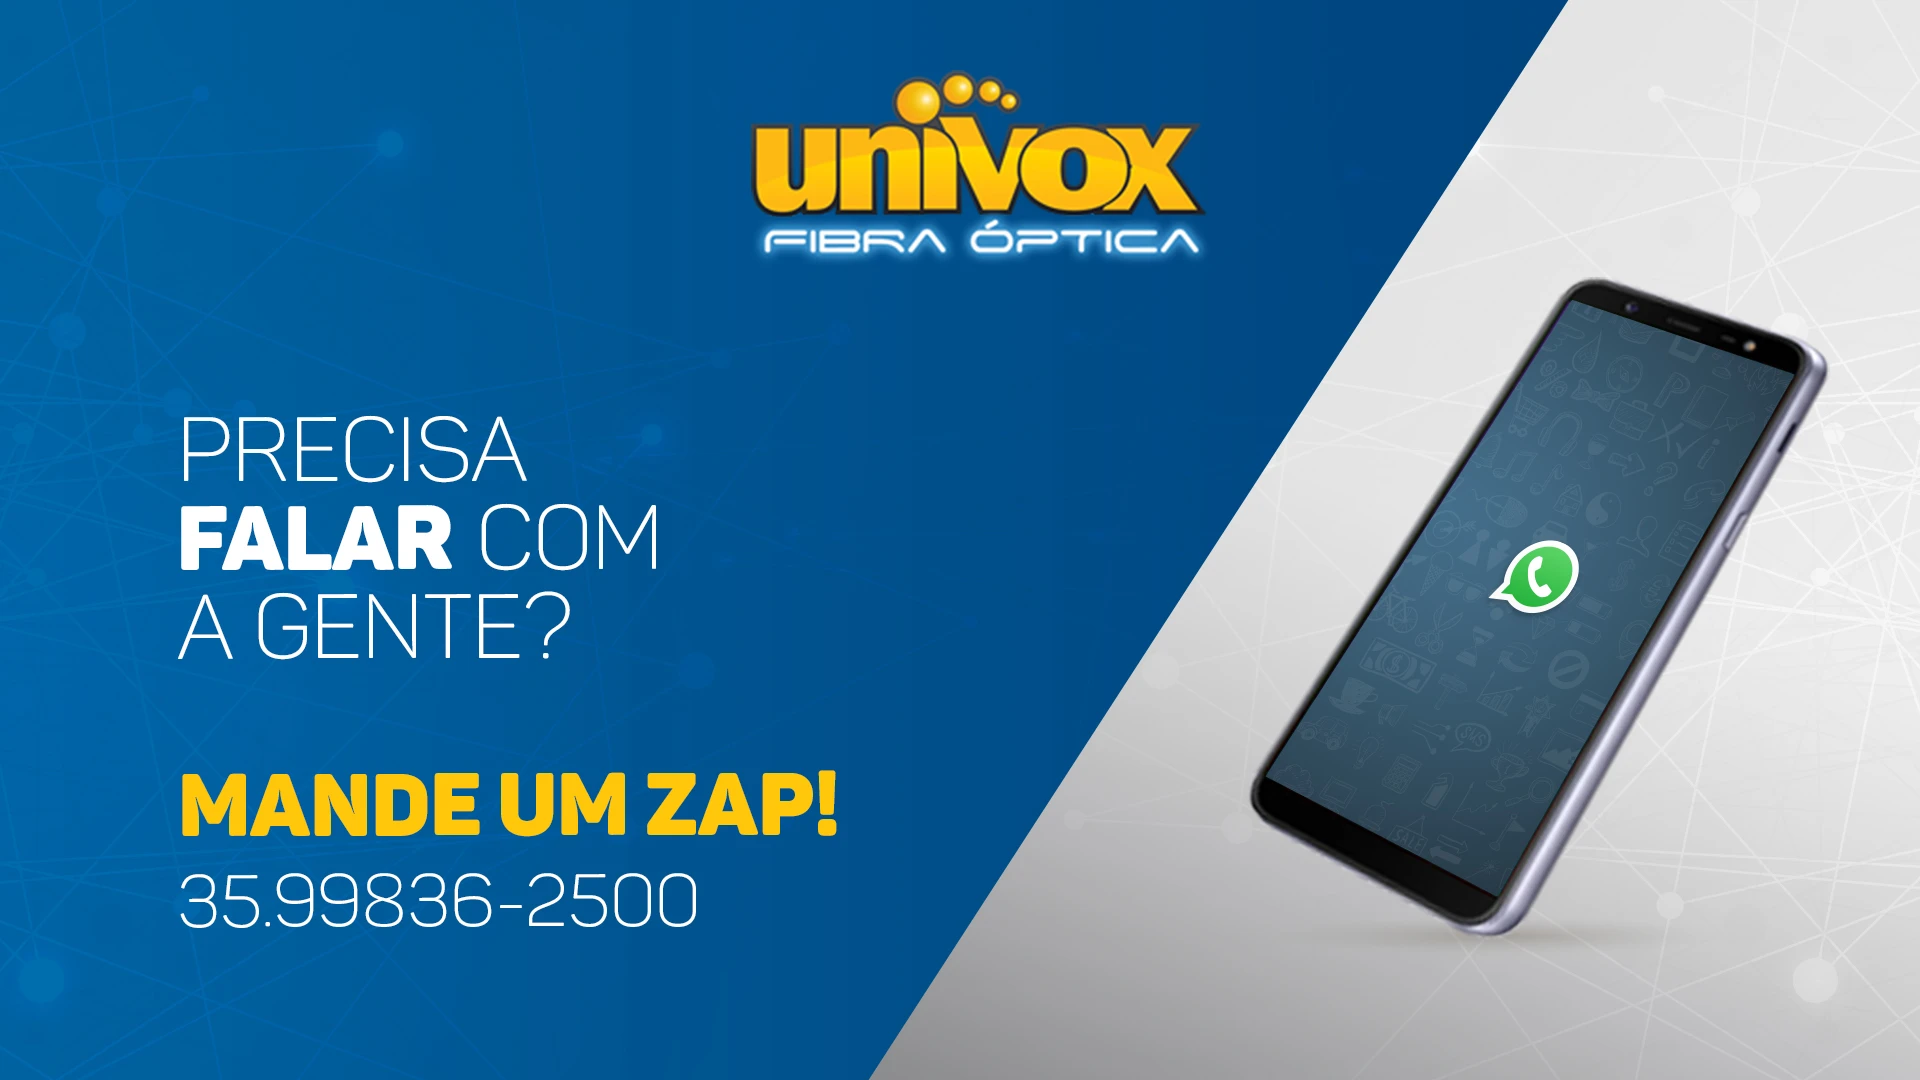 univox
FIBRA ÓPTICA
PRECISA
FALAR COM
A GENTE?
MANDE UM ZAP!
35.99836-2500